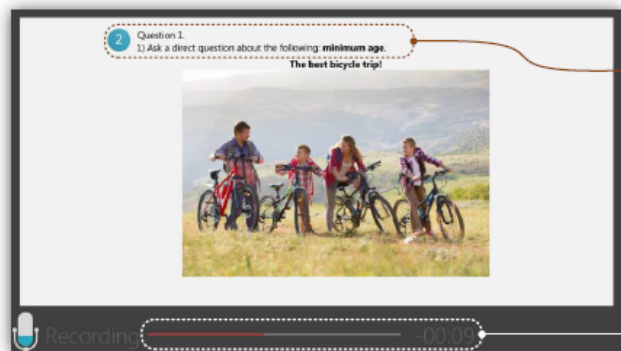 2
Question 1.
1) Ask a direct question about the following: minimum age.
The best bicycle trip!
Recording
-00:09